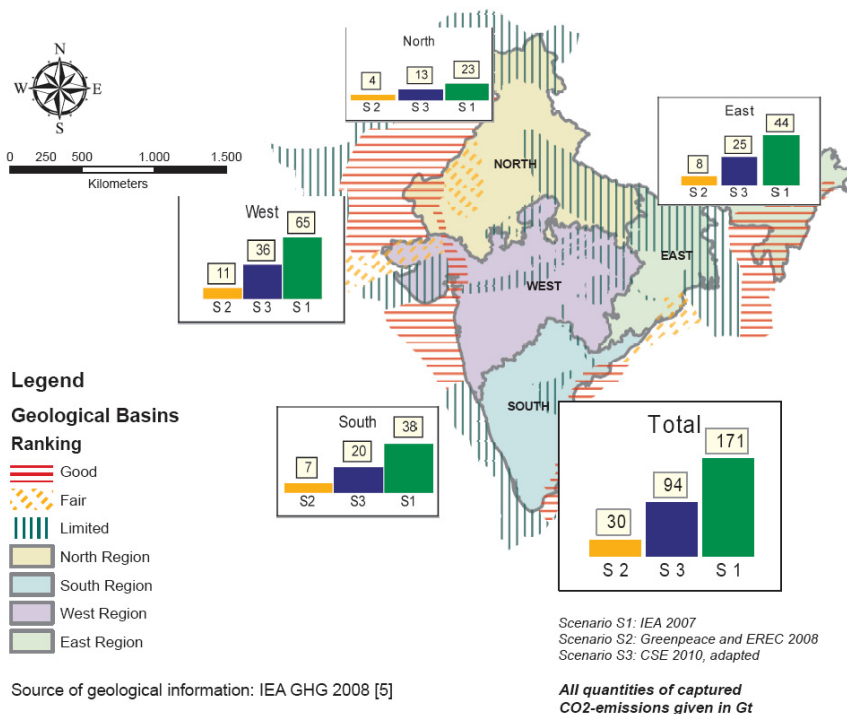 North
4 13 23
S 2 S 3 S 1
N
W E
S
0 250 500 1.000 1.500
Kilometers
East
8 25 44
S 2 S 3 S 1
NORTH
West
11 36 65
S 2 S 3 S 1
EAST
WEST
Legend
Geological Basins
Ranking
Good
Fair
Limited
North Region
South Region
West Region
East Region
South
7 20 38
S2 S3 S1
SOUTH
Total
30 94 171
S 2 S 3 S 1
Scenario S1: IEA 2007
Scenario S2: Greenpeace and EREC 2008
Scenario S3: CSE 2010, adapted
Source of geological information: IEA GHG 2008 [5]
All quantities of captured
CO2-emissions given in Gt